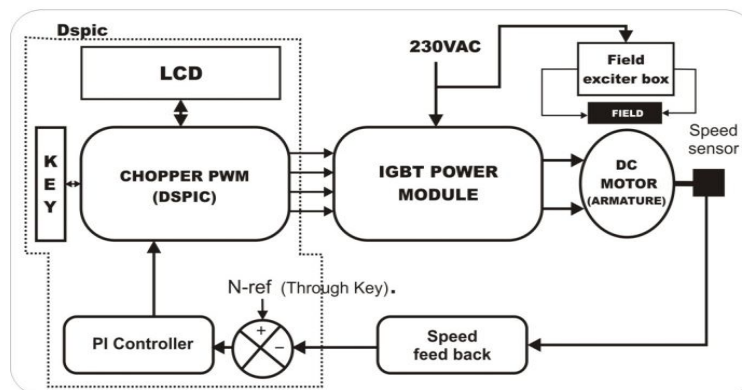 Dspic
LCD
KEY
CHOPPER PWM
(DSPIC)
230VAC
IGBT POWER
MODULE
Field
exciter box
FIELD
Speed
sensor
DC
MOTOR
(ARMATURE)
N-ref (Through Key).
+
−
PI Controller
Speed
feed back